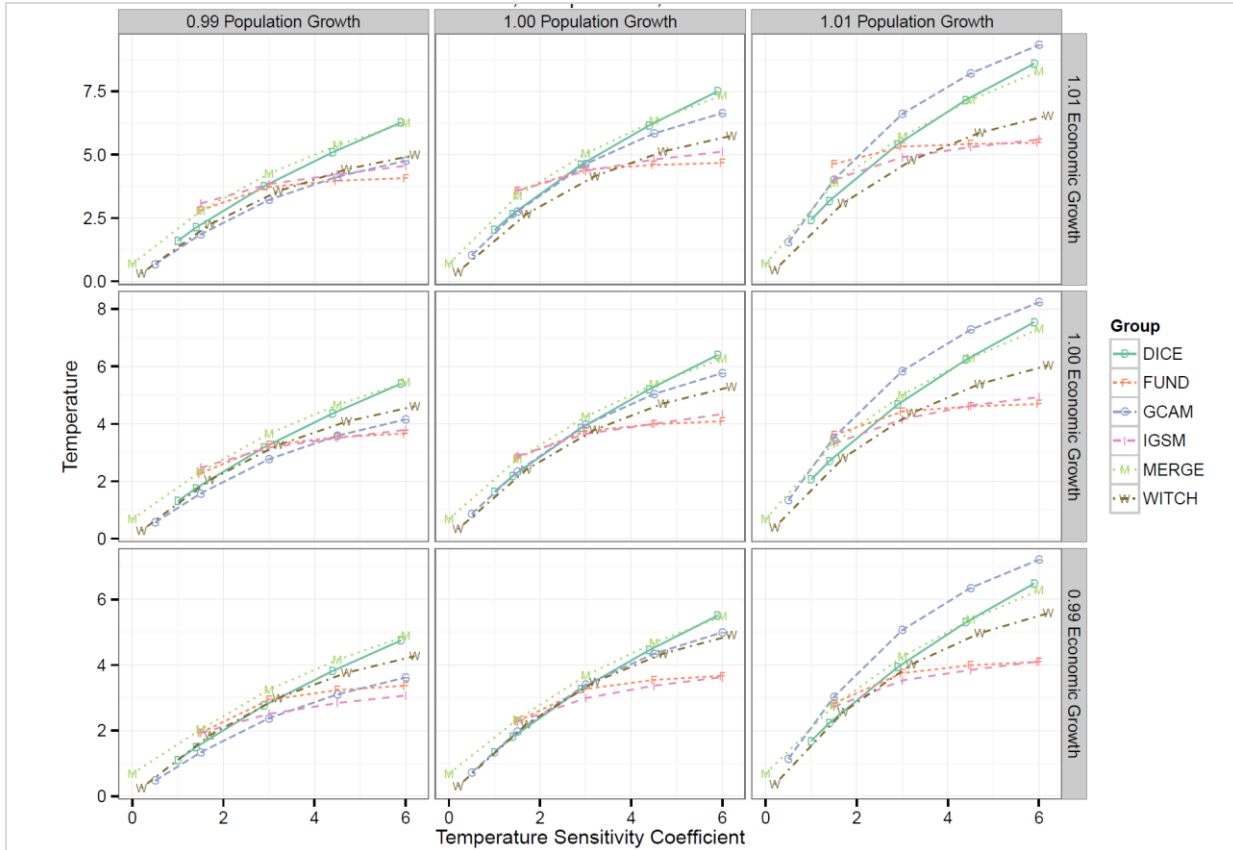 0.99 Population Growth 1.00 Population Growth 1.01 Population Growth
7.5
5.0
2.5
0.0
1.01 Economic Growth
8
6
4
2
0
1.00 Economic Growth
6
4
2
0
0.99 Economic Growth
Temperature
0 2 4 6 0 2 4 6 0 2 4 6
Temperature Sensitivity Coefficient
Group
DICE
FUND
GCAM
IGSM
MERGE
WITCH